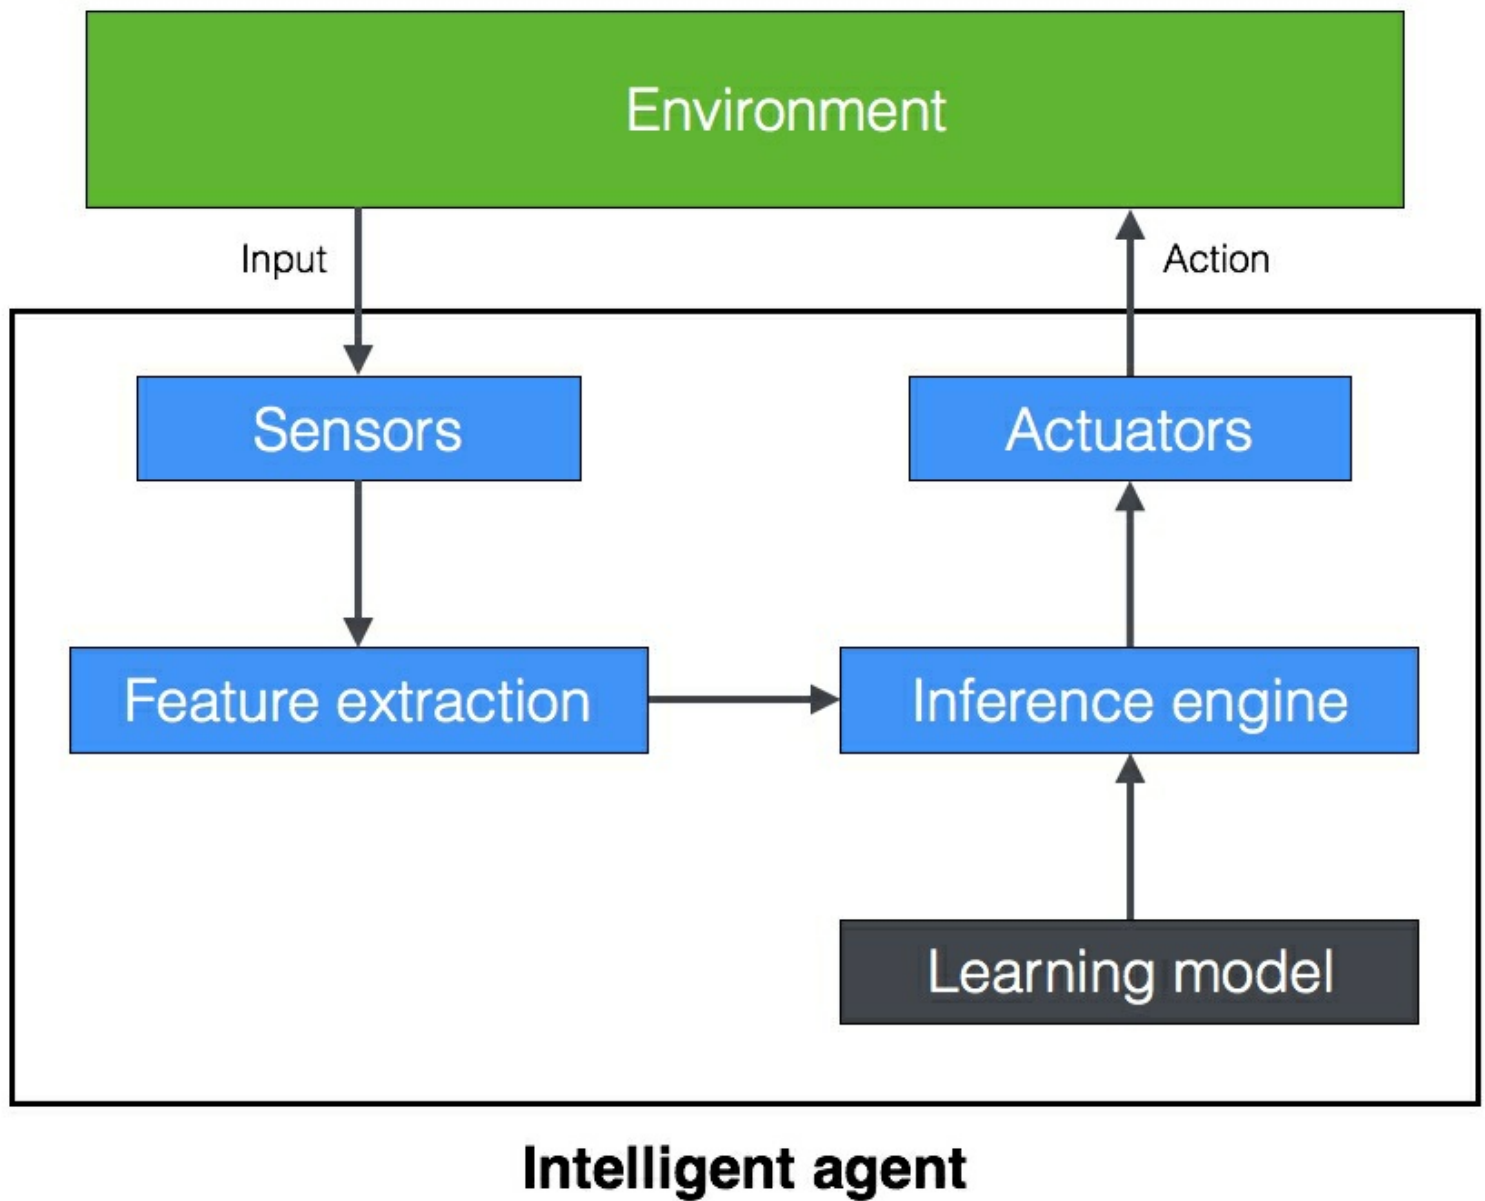 Environment
Input
Action
Sensors
Actuators
Feature extraction
Inference engine
Learning model
Intelligent agent